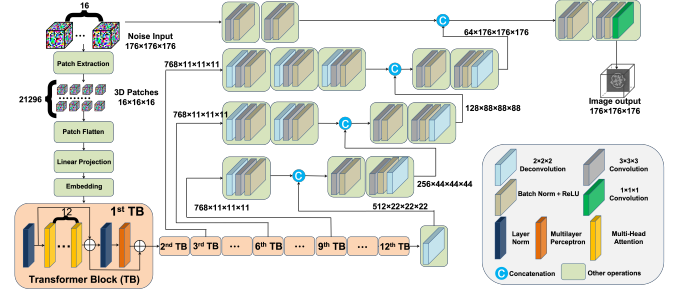 16
Noise Input
176×176×176
Patch Extraction
21296
3D Patches
16×16×16
Patch Flatten
Linear Projection
Embedding
12
1st TB
Transformer Block (TB)
2nd TB
3rd TB
...
6th TB
...
9th TB
...
12th TB
768×11×11×11
768×11×11×11
768×11×11×11
512×22×22×22
256×44×44×44
128×88×88×88
64×176×176×176
C
C
C
C
Image output
176×176×176
2×2×2
Deconvolution
3×3×3
Convolution
Batch Norm + ReLU
1×1×1
Convolution
Layer
Norm
Multilayer
Perceptron
Multi-Head
Attention
C
Concatenation
Other operations